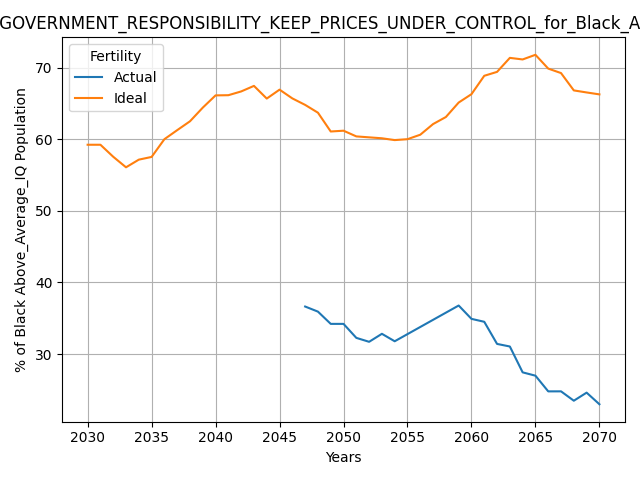 GOVERNMENT_RESPONSIBILITY_KEEP_PRICES_UNDER_CONTROL_for_Black_A
Fertility
Actual
Ideal
% of Black Above_Average_IQ Population
70
60
50
40
30
2030 2035 2040 2045 2050 2055 2060 2065 2070
Years